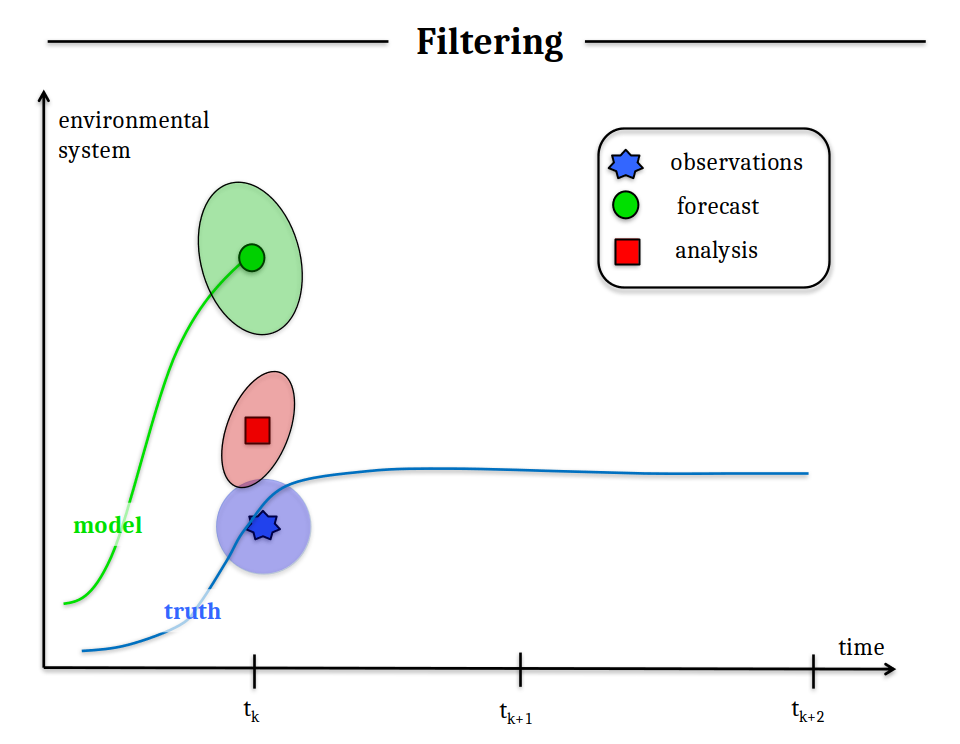 Filtering
environmental
system
observations
forecast
analysis
model
truth
time
tk
tk+1
tk+2